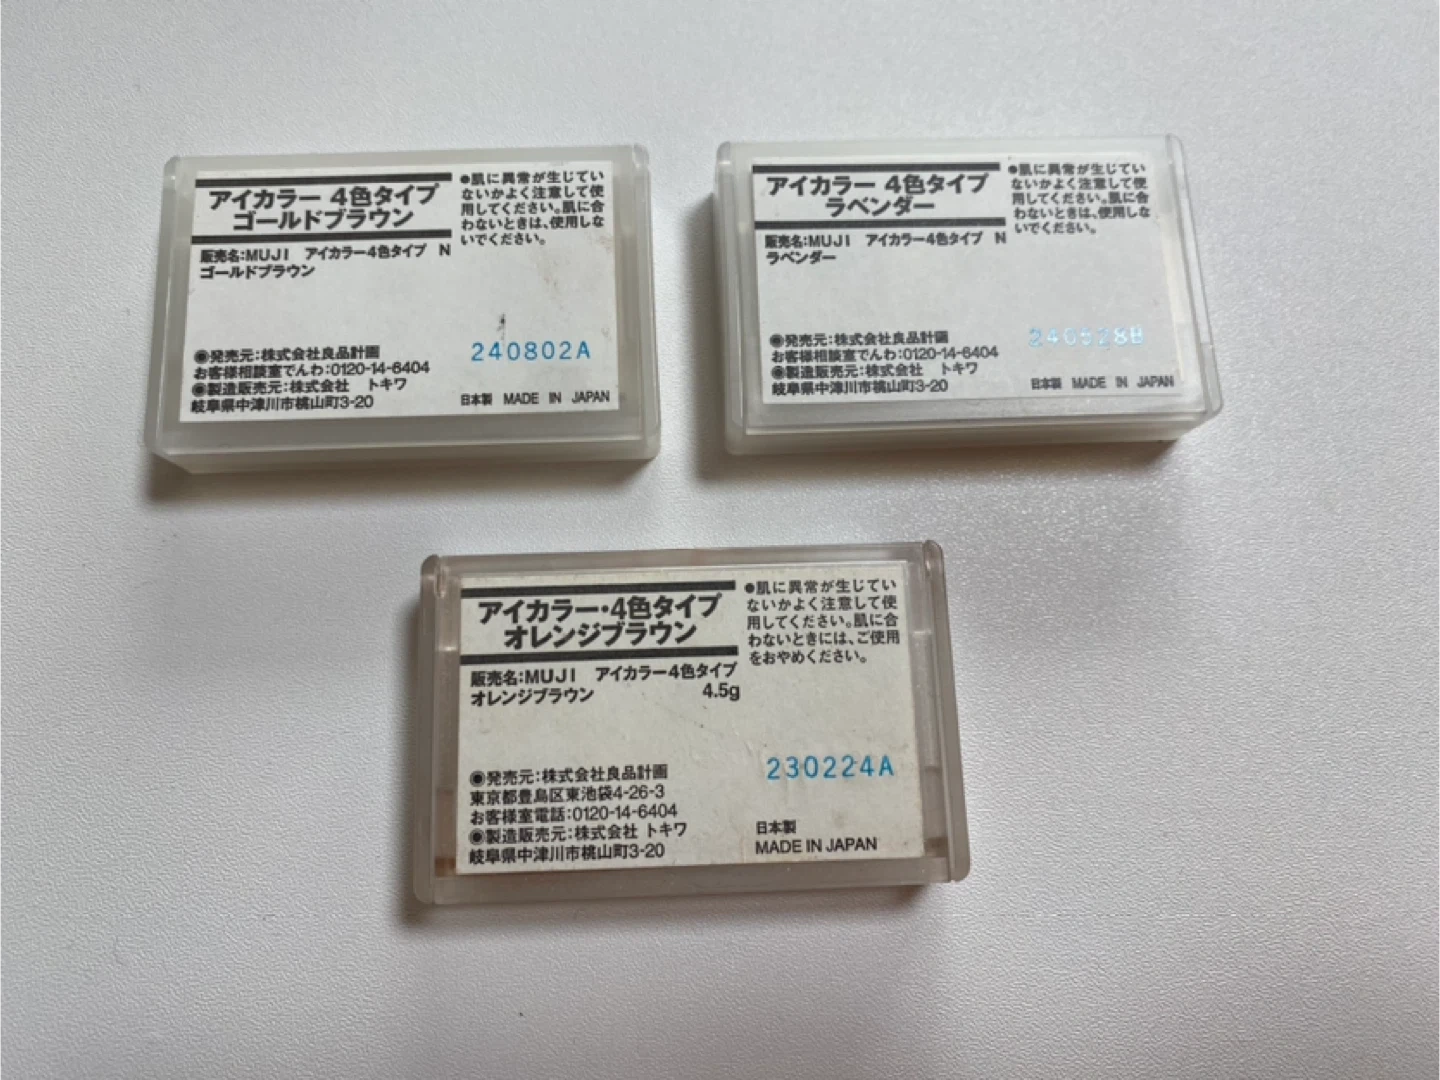 アイカラー 4色タイプ
ゴールドブラウン
販売名:MUJI アイカラー4色タイプ N
ゴールドブラウン
●肌に異常が生じてい
ないかよく注意して使
用してください。肌に合
わないときは、使用しな
いでください。
◉発売元:株式会社良品計画
お客様相談室でんわ:0120-14-6404
◉製造販売元:株式会社 トキワ
岐阜県中津川市桃山町3-20
240802A
日本製 MADE IN JAPAN
アイカラー 4色タイプ
ラベンダー
販売名:MUJI アイカラー4色タイプ N
ラベンダー
●肌に異常が生じてい
ないかよく注意して使
用してください。肌に合
わないときは、使用しな
いでください。
◉発売元:株式会社良品計画
お客様相談室でんわ:0120-14-6404
◉製造販売元:株式会社 トキワ
岐阜県中津川市桃山町3-20
240528B
日本製 MADE IN JAPAN
アイカラー・4色タイプ
オレンジブラウン
販売名:MUJI アイカラー4色タイプ
オレンジブラウン 4.5g
●肌に異常が生じてい
ないかよく注意して使
用してください。肌に合
わないときには、ご使用
をおやめください。
◉発売元:株式会社良品計画
東京都豊島区東池袋4-26-3
お客様室電話:0120-14-6404
◉製造販売元:株式会社 トキワ
岐阜県中津川市桃山町3-20
230224A
日本製
MADE IN JAPAN